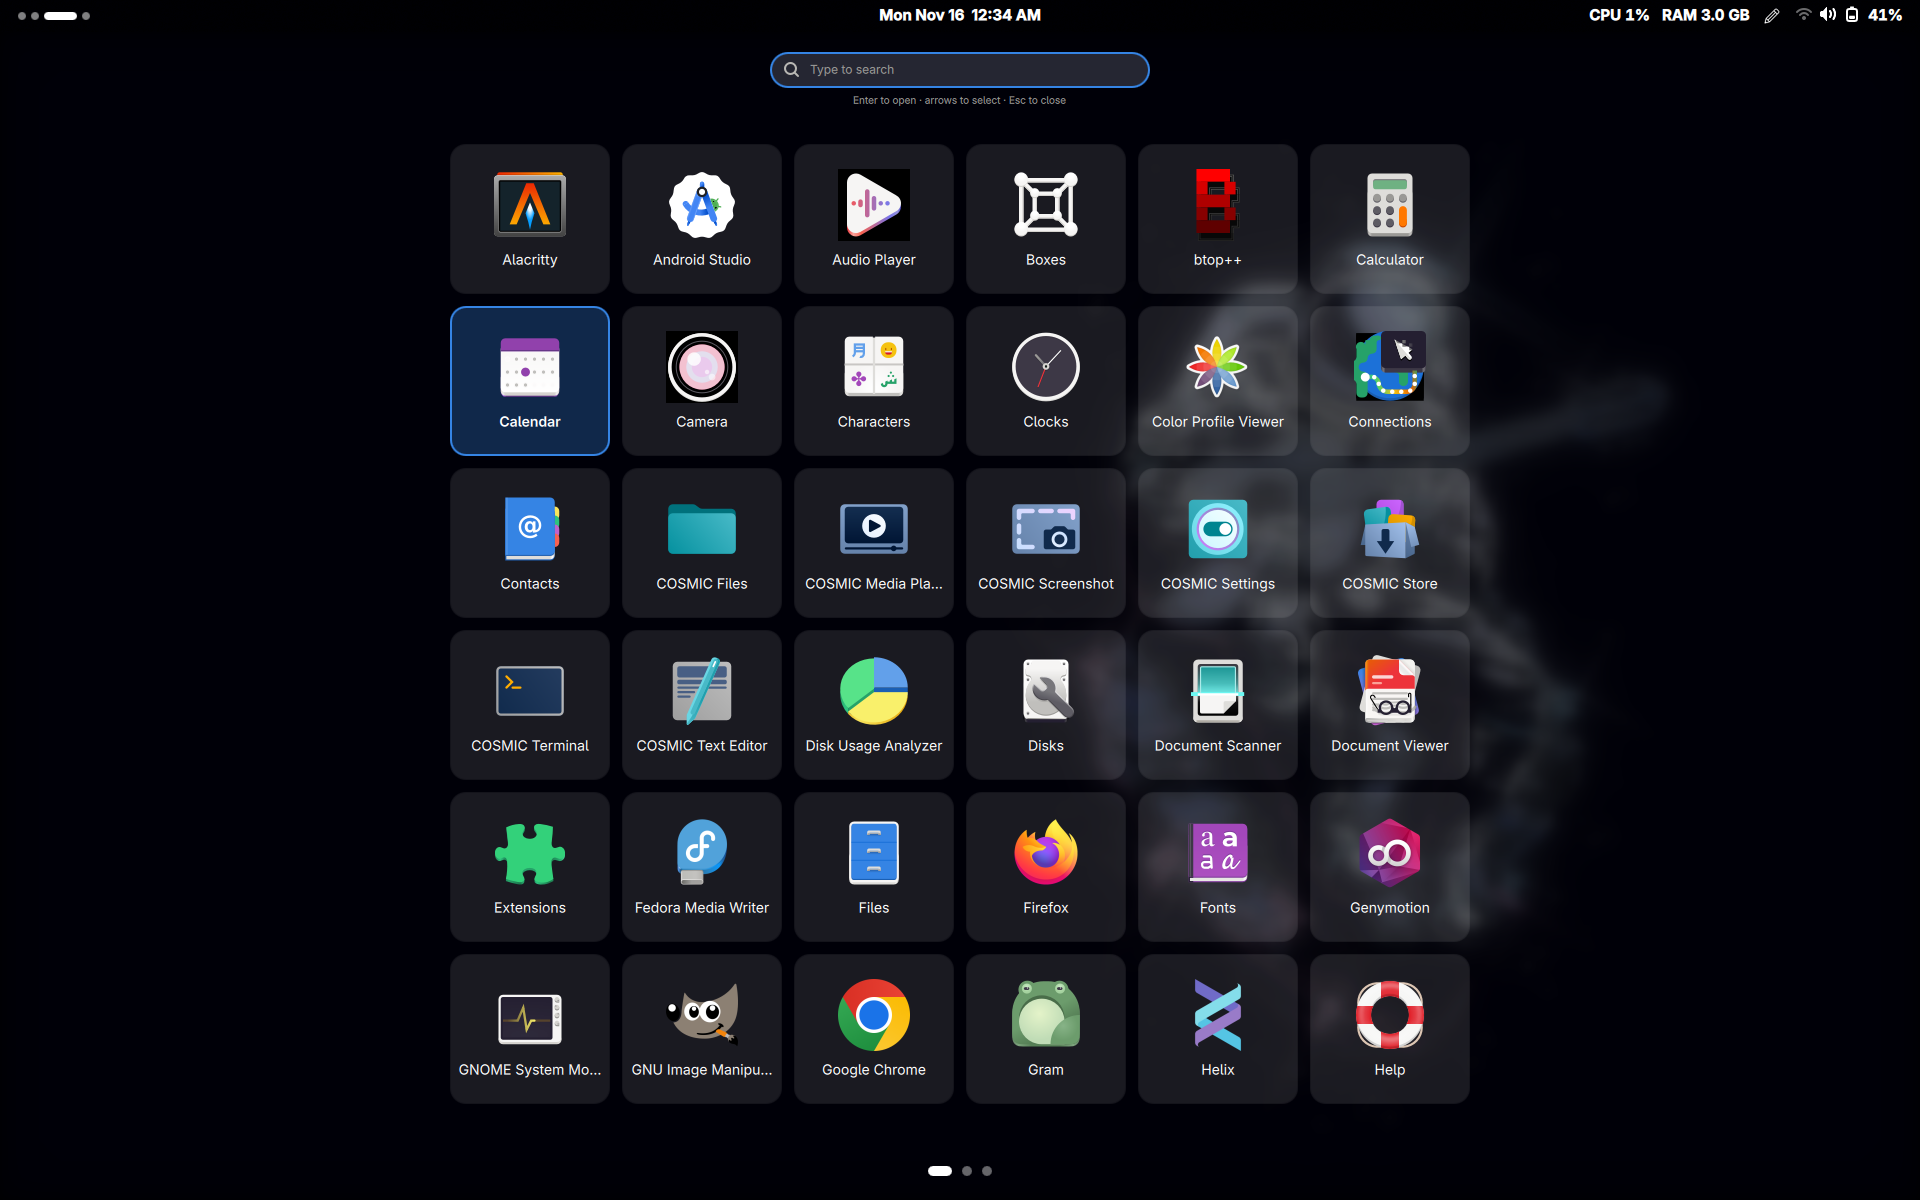 Mon Nov 16 12:34 AM
CPU 1% RAM 3.0 GB 41%
Type to search
Enter to open · arrows to select · Esc to close
Alacritty
Android Studio
Audio Player
Boxes
btop++
Calculator
Calendar
Camera
月
ش
Characters
Clocks
Color Profile Viewer
Connections
@
Contacts
COSMIC Files
COSMIC Media Pla...
COSMIC Screenshot
COSMIC Settings
COSMIC Store
>_
COSMIC Terminal
COSMIC Text Editor
Disk Usage Analyzer
Disks
Document Scanner
Document Viewer
Extensions
Fedora Media Writer
Files
Firefox
a a
a a
Fonts
Genymotion
GNOME System Mo...
GNU Image Manipu...
Google Chrome
Gram
Helix
Help